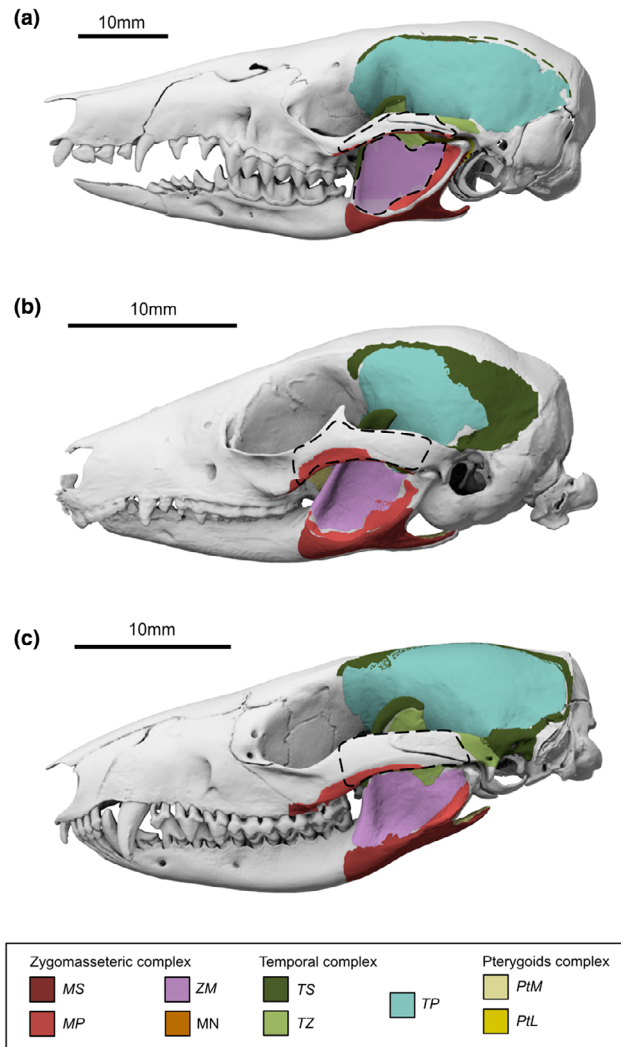 (a)
10mm
(b)
10mm
(c)
10mm
Zygomasseteric complex Temporal complex Pterygoids complex
MS ZM TS TP PtM
MP MN TZ PtL